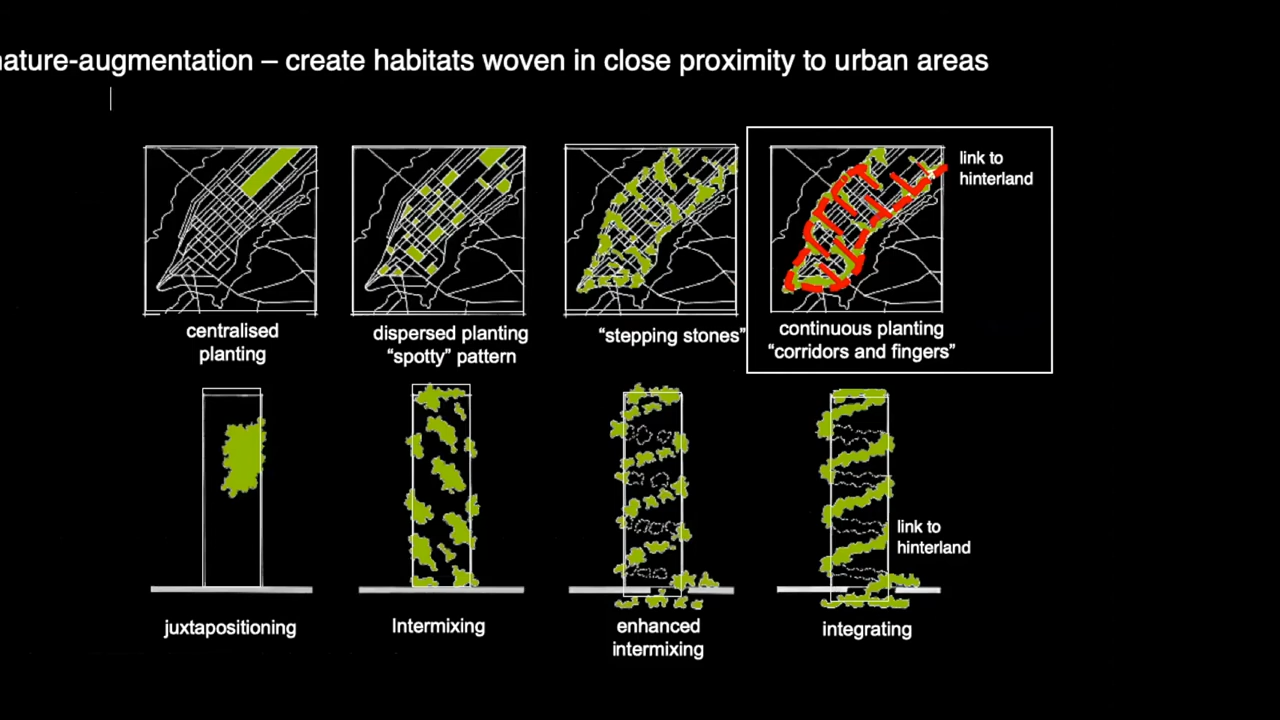 nature-augmentation – create habitats woven in close proximity to urban areas
link to
hinterland
centralised
planting
dispersed planting
“spotty” pattern
“stepping stones”
continuous planting
“corridors and fingers”
link to
hinterland
juxtapositioning
Intermixing
enhanced
intermixing
integrating